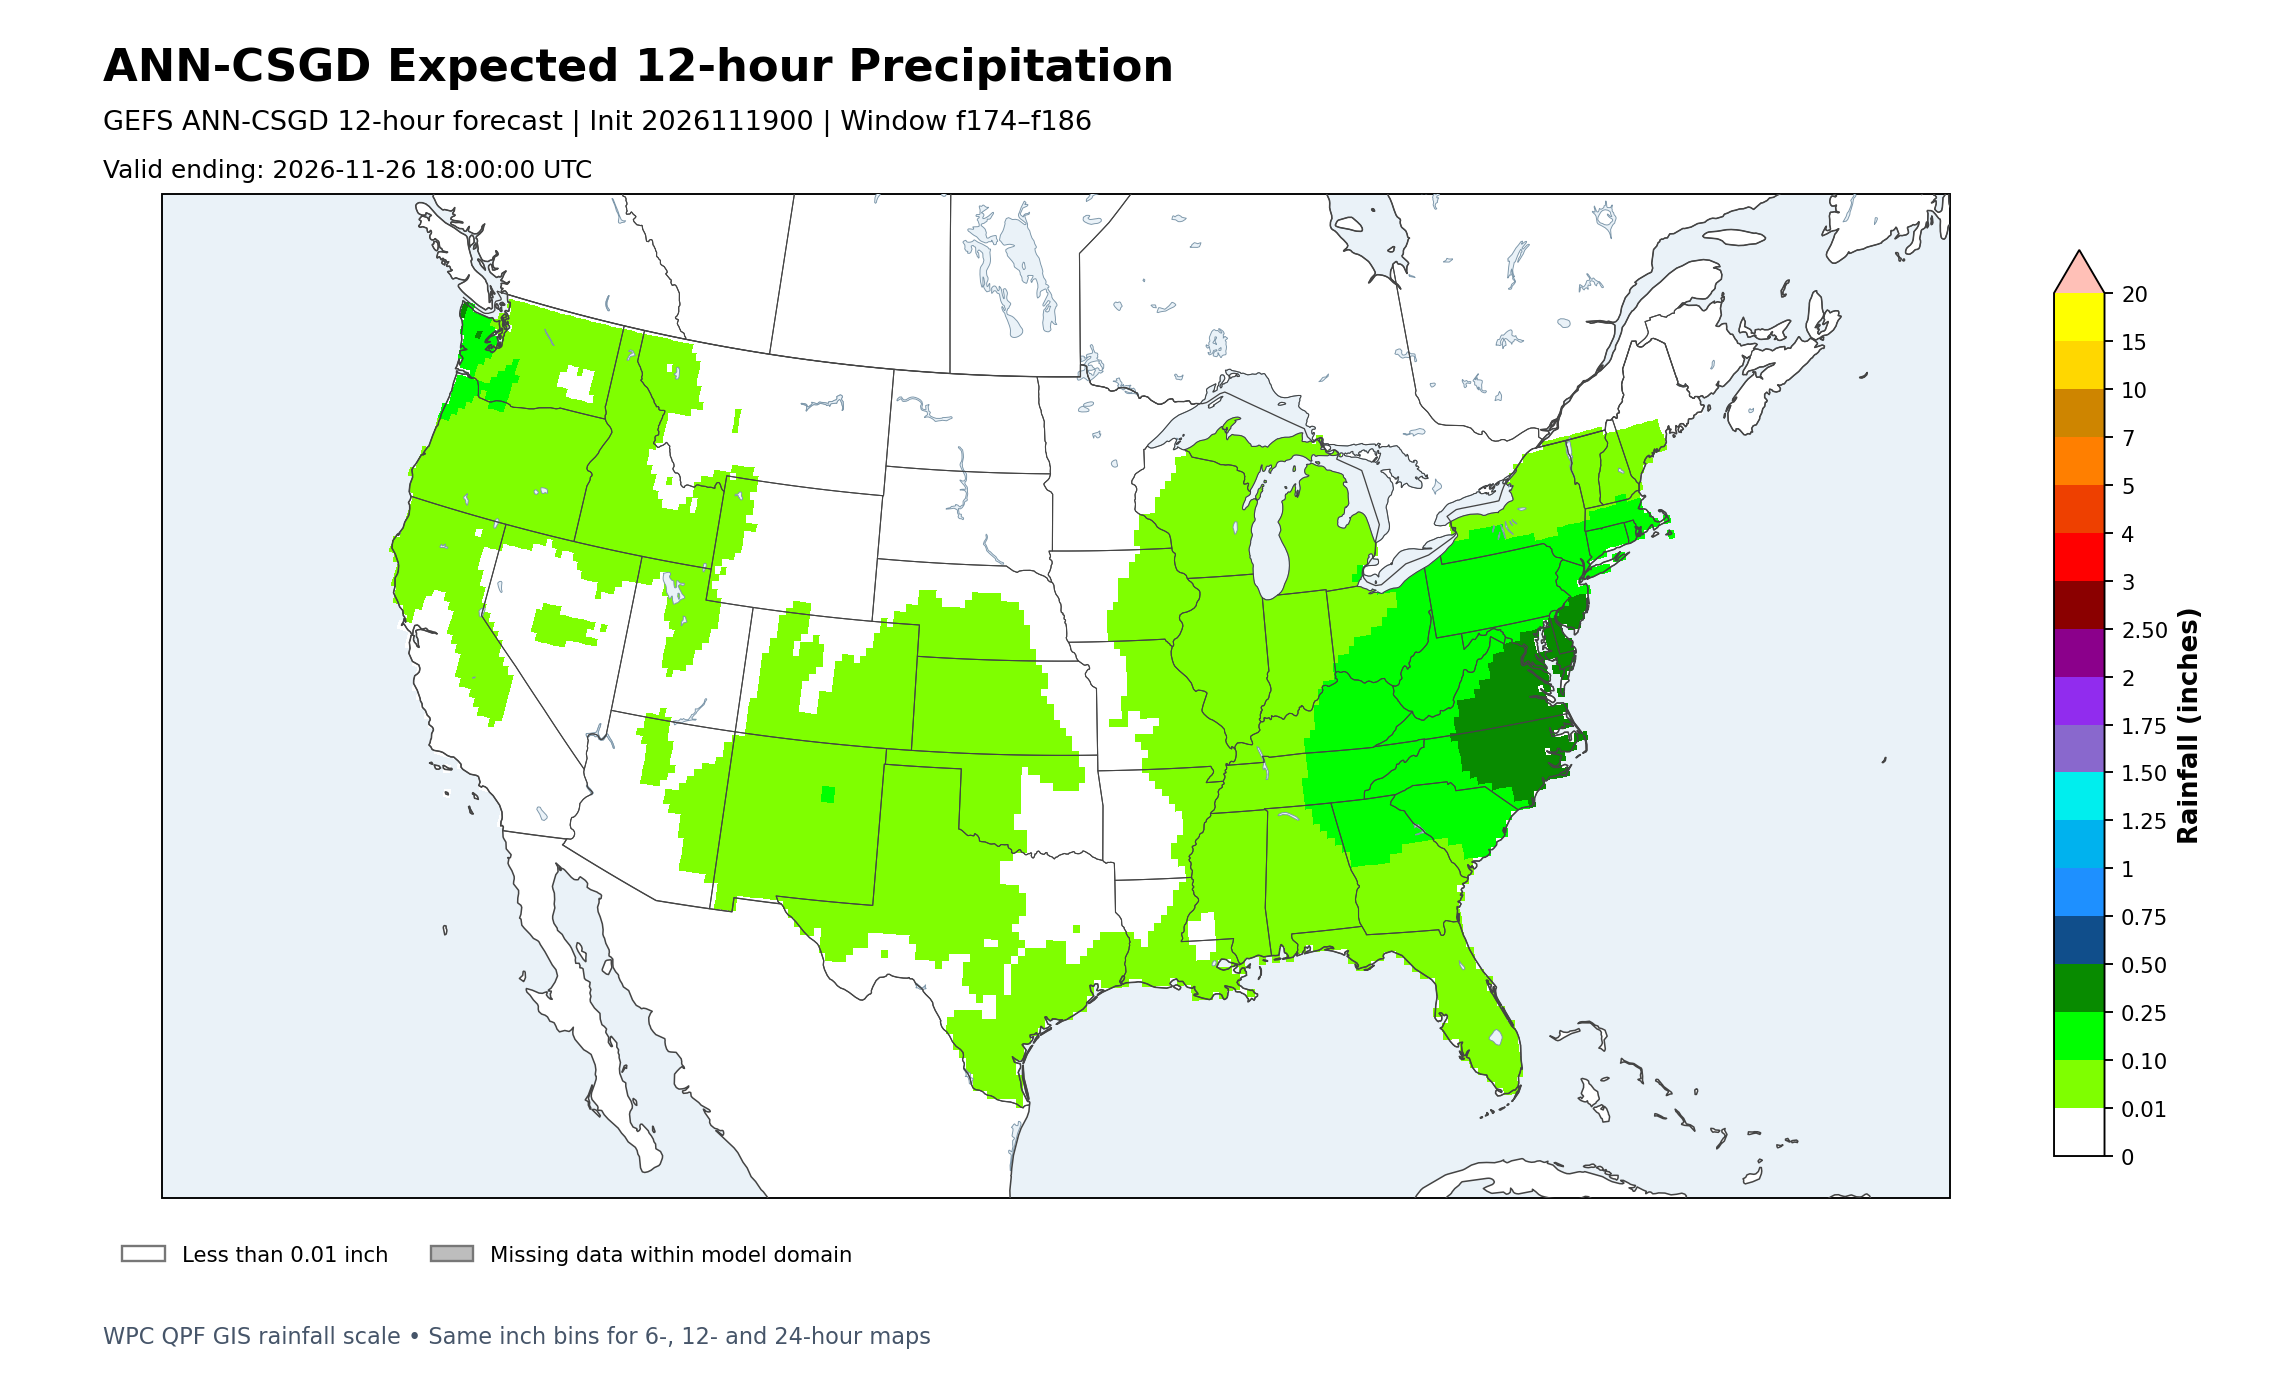 ANN-CSGD Expected 12-hour Precipitation
GEFS ANN-CSGD 12-hour forecast | Init 2026111900 | Window f174–f186
Valid ending: 2026-11-26 18:00:00 UTC
20
15
10
7
5
4
3
2.50
2
1.75
1.50
1.25
1
0.75
0.50
0.25
0.10
0.01
0
Rainfall (inches)
Less than 0.01 inch
Missing data within model domain
WPC QPF GIS rainfall scale • Same inch bins for 6-, 12- and 24-hour maps